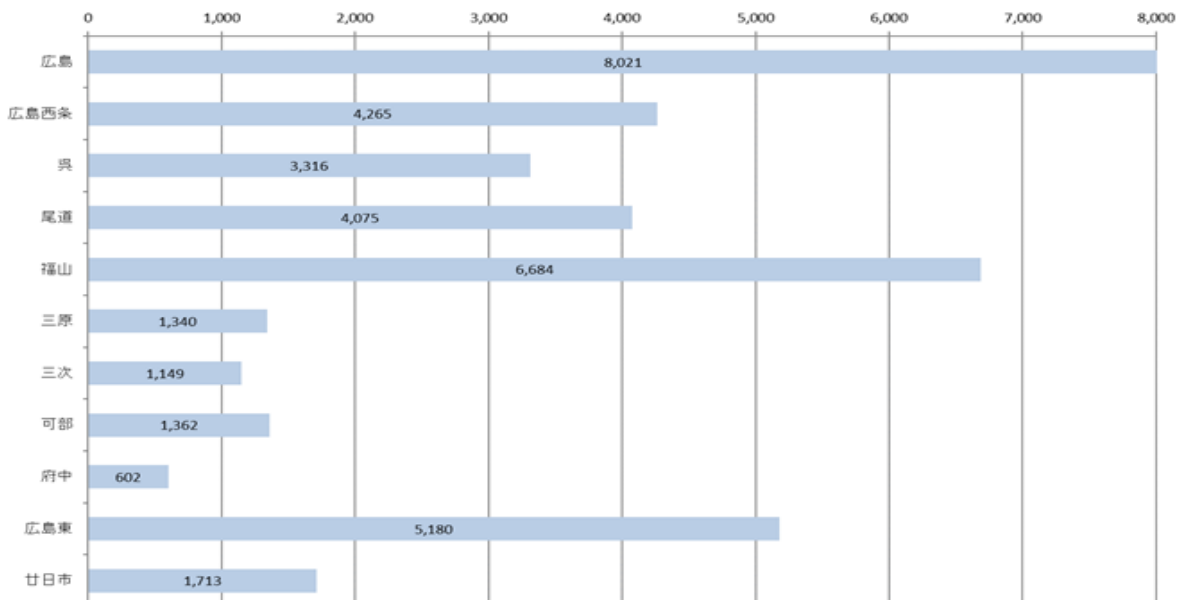 0 1,000 2,000 3,000 4,000 5,000 6,000 7,000 8,000
広島 8,021
広島西条 4,265
呉 3,316
尾道 4,075
福山 6,684
三原 1,340
三次 1,149
可部 1,362
府中 602
広島東 5,180
廿日市 1,713